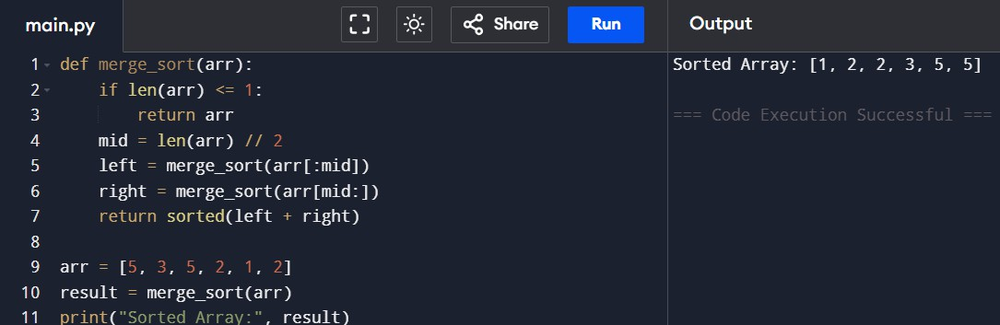 main.py
Share
Run
Output
1 def merge_sort(arr):
2     if len(arr) <= 1:
3         return arr
4     mid = len(arr) // 2
5     left = merge_sort(arr[:mid])
6     right = merge_sort(arr[mid:])
7     return sorted(left + right)
8
9 arr = [5, 3, 5, 2, 1, 2]
10 result = merge_sort(arr)
11 print("Sorted Array:", result)
Sorted Array: [1, 2, 2, 3, 5, 5]
=== Code Execution Successful ===